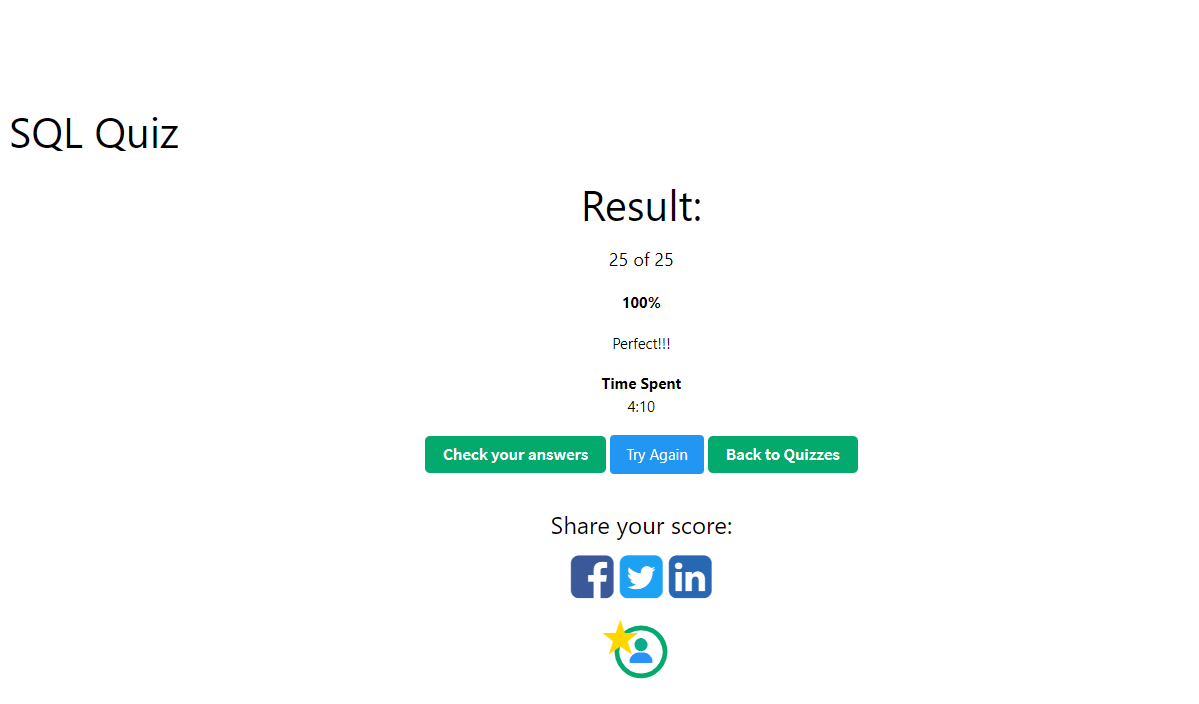 SQL Quiz
Result:
25 of 25
100%
Perfect!!!
Time Spent
4:10
Check your answers Try Again Back to Quizzes
Share your score:
f in